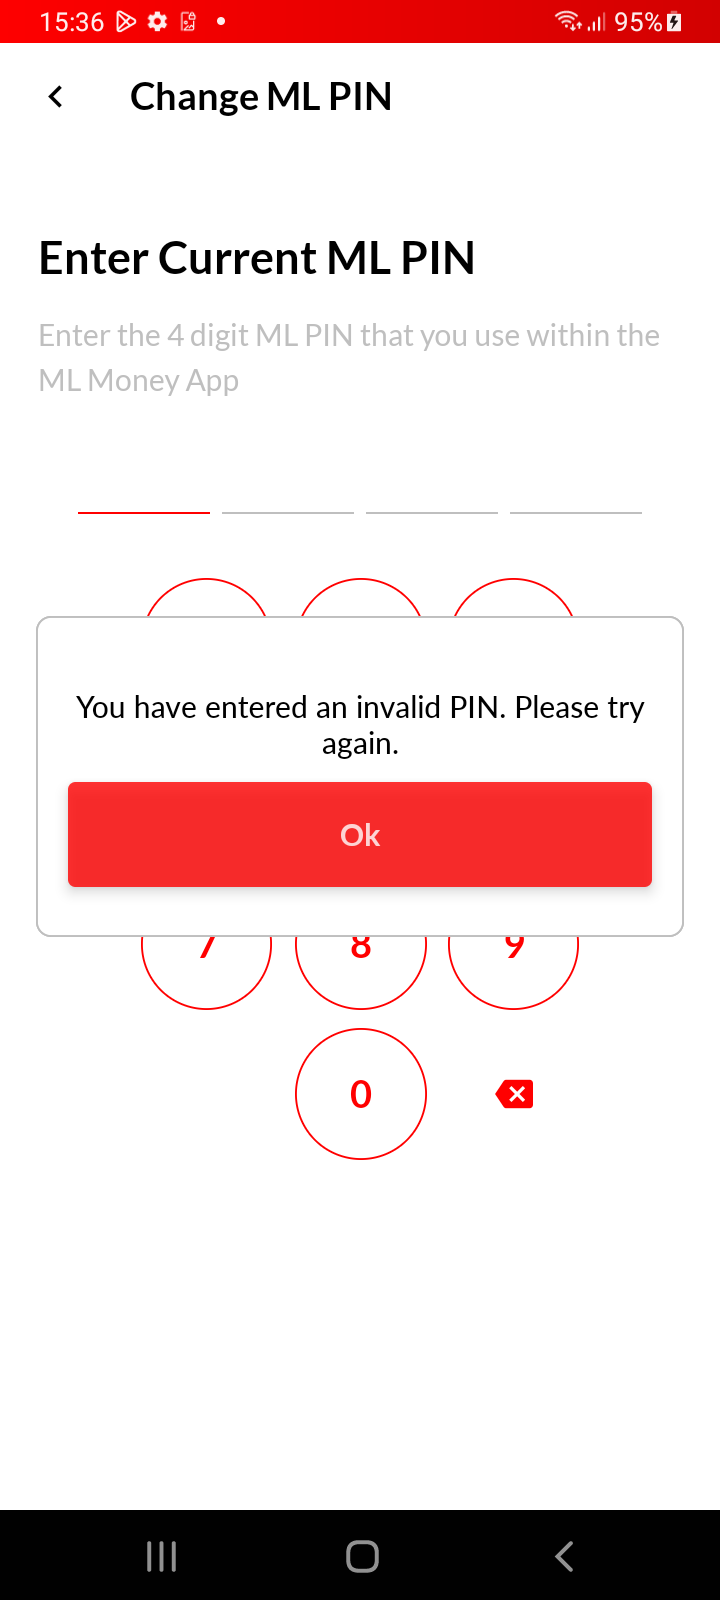 15:36
95%
Change ML PIN
Enter Current ML PIN
Enter the 4 digit ML PIN that you use within the
ML Money App
You have entered an invalid PIN. Please try
again.
Ok
7 8 9
0